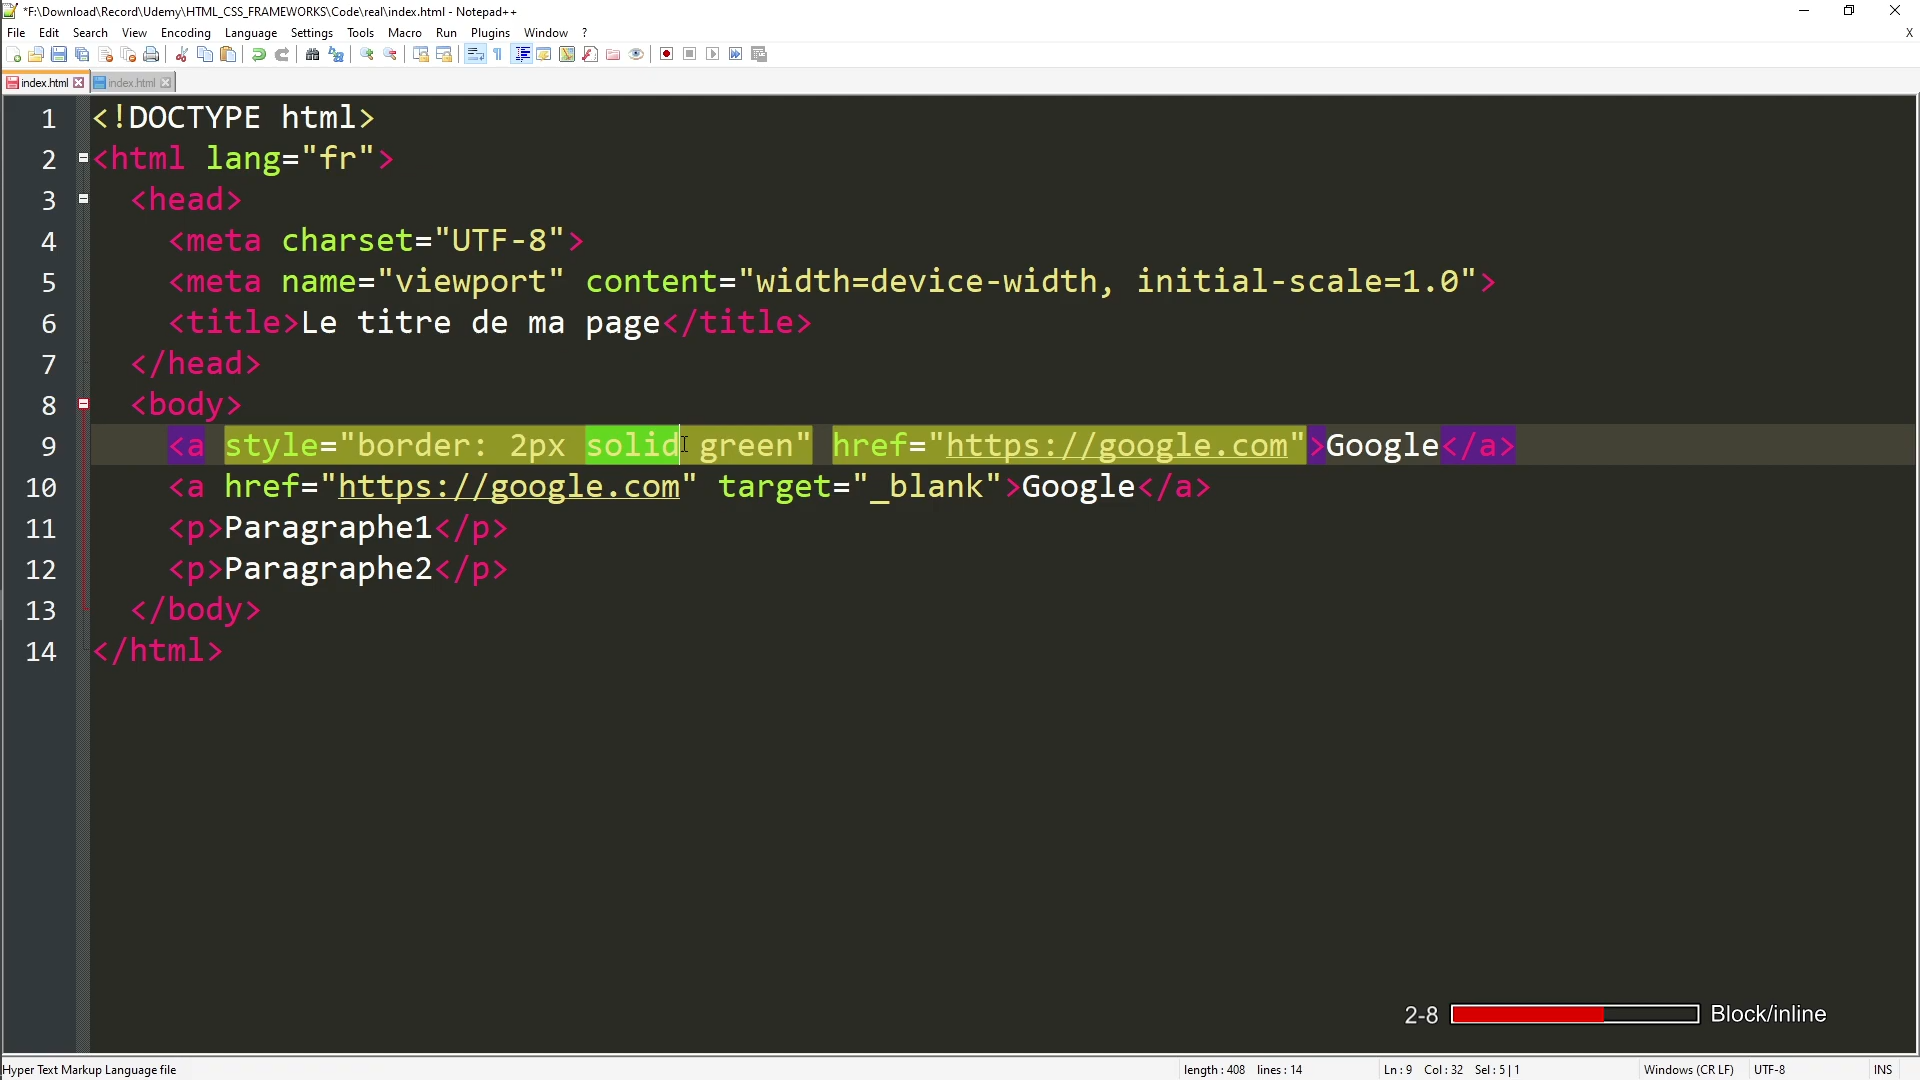 *F:\Download\Record\Udemy\HTML_CSS_FRAMEWORKS\Code\real\index.html - Notepad++
File Edit Search View Encoding Language Settings Tools Macro Run Plugins Window ? X
index.html index.html
1 <!DOCTYPE html>
2 <html lang="fr">
3 <head>
4 <meta charset="UTF-8">
5 <meta name="viewport" content="width=device-width, initial-scale=1.0">
6 <title>Le titre de ma page</title>
7 </head>
8 <body>
9 <a style="border: 2px solid green" href="https://google.com">Google</a>
10 <a href="https://google.com" target="_blank">Google</a>
11 <p>Paragraphe1</p>
12 <p>Paragraphe2</p>
13 </body>
14 </html>
2-8 Block/inline
Hyper Text Markup Language file length : 408 lines : 14 Ln : 9 Col : 32 Sel : 5 | 1 Windows (CR LF) UTF-8 INS